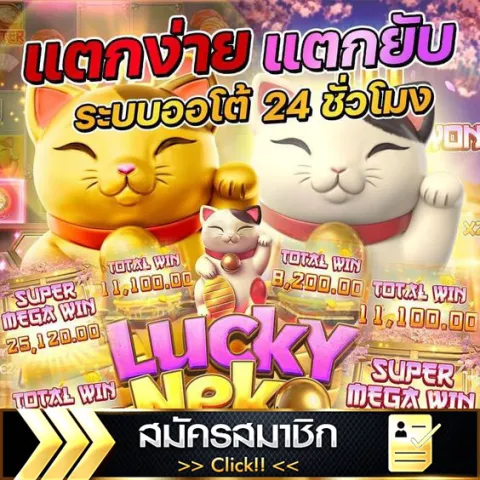 แตกง่าย แตกยับ
ระบบออโต้ 24 ชั่วโมง
TOTAL WIN
11,100.00
TOTAL WIN
8,200.00
TOTAL WIN
11,100.00
SUPER
MEGA WIN
25,120.00
LUCKY
Neko
TOTAL WIN
SUPER
MEGA WIN
สมัครสมาชิก
>> Click!! <<